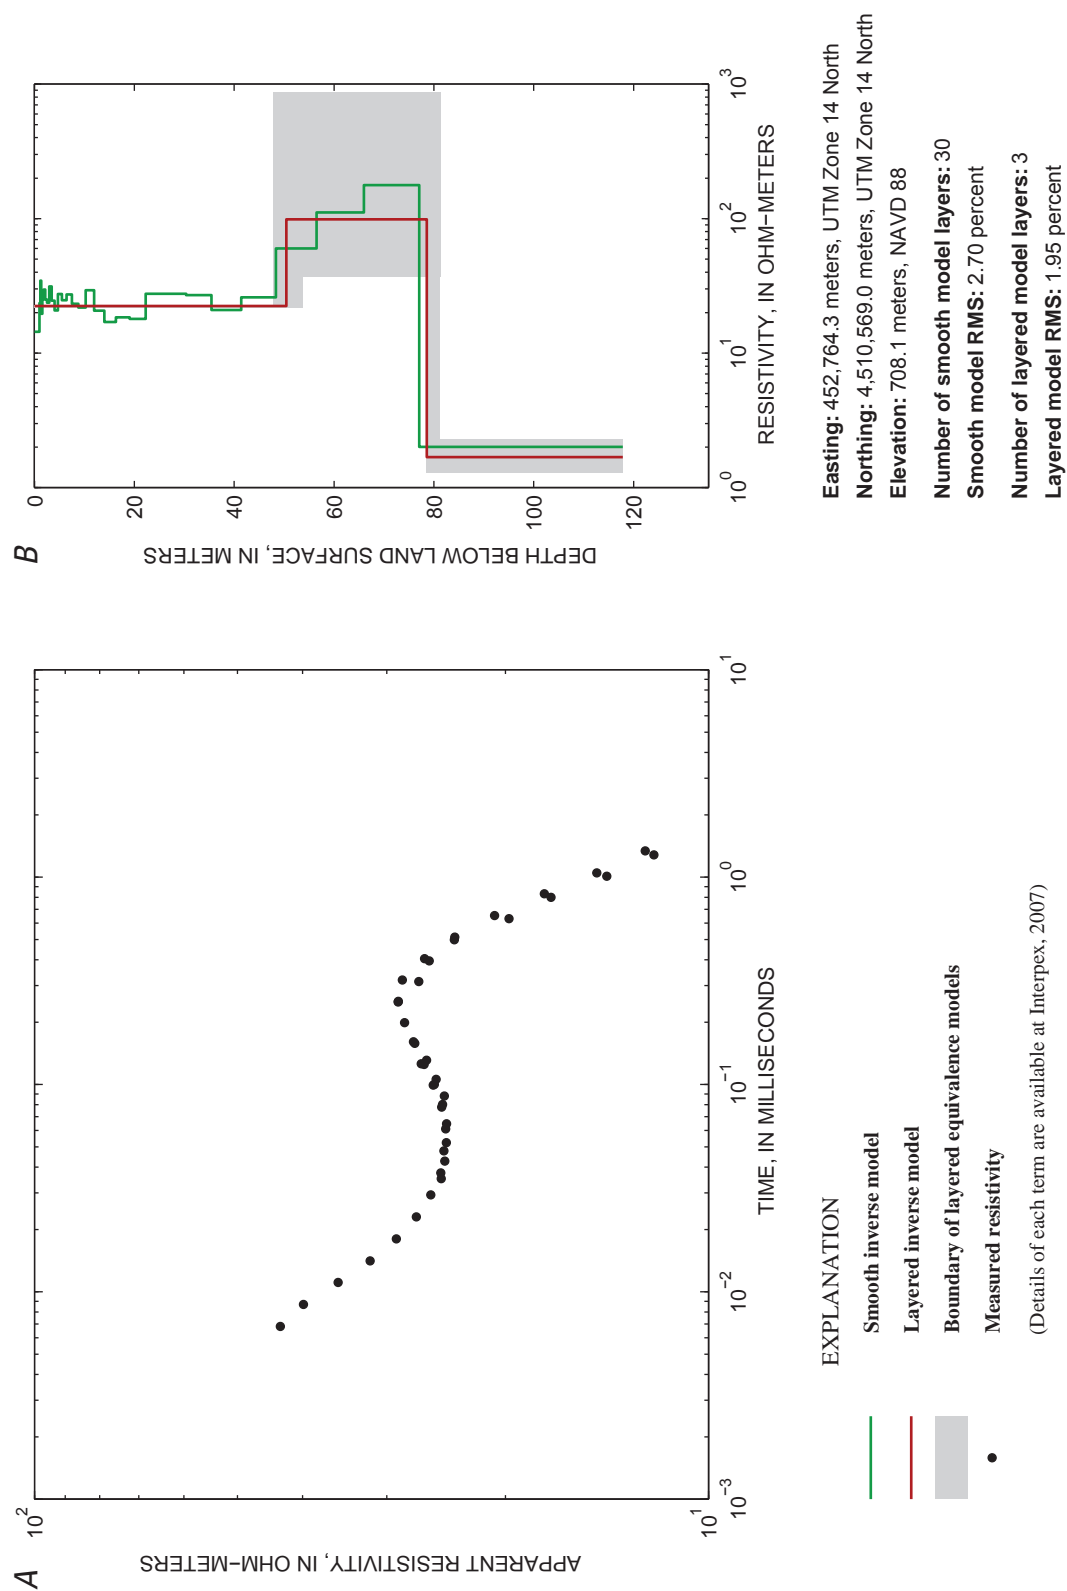 A
APPARENT RESISTIVITY, IN OHM−METERS
10^2
10^1
10^−3
10^−2
10^−1
10^0
10^1
TIME, IN MILLISECONDS
B
DEPTH BELOW LAND SURFACE, IN METERS
0
20
40
60
80
100
120
10^0
10^1
10^2
10^3
RESISTIVITY, IN OHM−METERS
EXPLANATION
Smooth inverse model
Layered inverse model
Boundary of layered equivalence models
Measured resistivity
(Details of each term are available at Interpex, 2007)
Easting: 452,764.3 meters, UTM Zone 14 North
Northing: 4,510,569.0 meters, UTM Zone 14 North
Elevation: 708.1 meters, NAVD 88
Number of smooth model layers: 30
Smooth model RMS: 2.70 percent
Number of layered model layers: 3
Layered model RMS: 1.95 percent